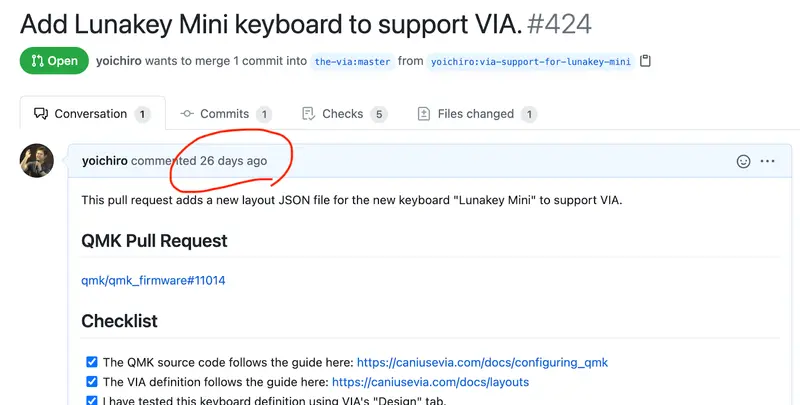 Add Lunakey Mini keyboard to support VIA. #424
Open yoichiro wants to merge 1 commit into the-via:master from yoichiro:via-support-for-lunakey-mini
Conversation 1 Commits 1 Checks 5 Files changed 1
yoichiro commented 26 days ago
This pull request adds a new layout JSON file for the new keyboard "Lunakey Mini" to support VIA.
QMK Pull Request
qmk/qmk_firmware#11014
Checklist
The QMK source code follows the guide here: https://caniusevia.com/docs/configuring_qmk
The VIA definition follows the guide here: https://caniusevia.com/docs/layouts
I have tested this keyboard definition using VIA's "Design" tab.